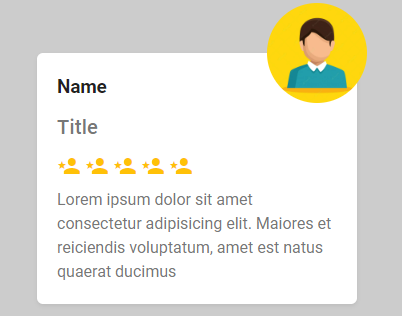 Name
Title
Lorem ipsum dolor sit amet
consectetur adipisicing elit. Maiores et
reiciendis voluptatum, amet est natus
quaerat ducimus